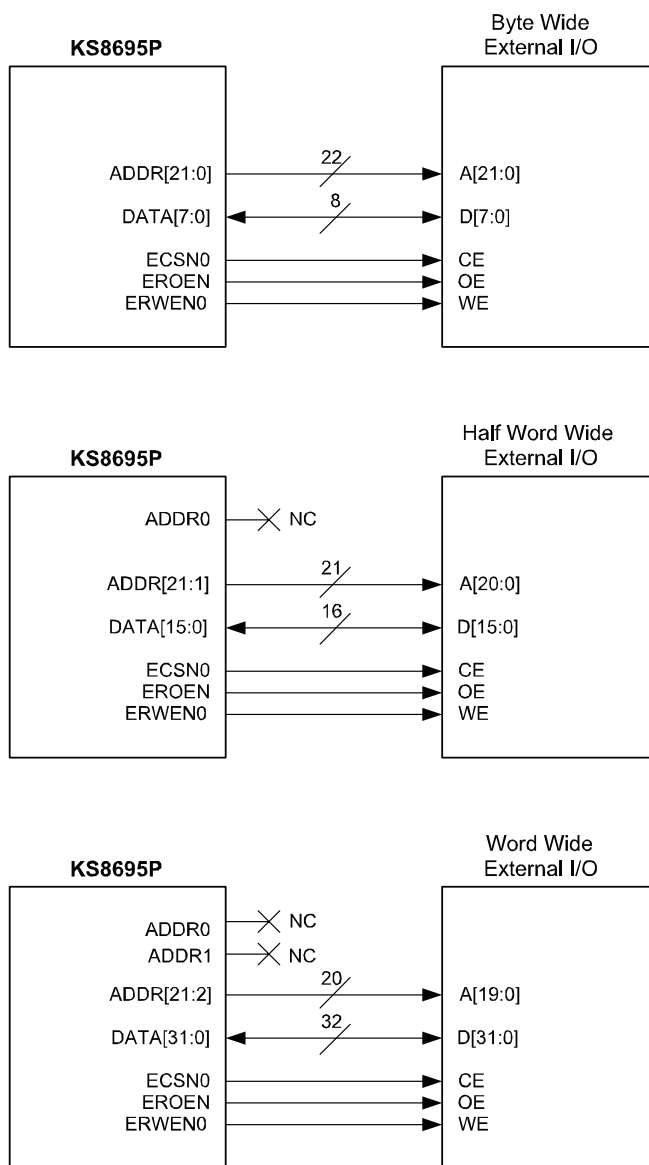 Byte Wide
KS8695P External I/O
22
ADDR[21:0] A[21:0]
8
DATA[7:0] D[7:0]
ECSN0 CE
EROEN OE
ERWEN0 WE
Half Word Wide
KS8695P External I/O
ADDR0 NC
21
ADDR[21:1] A[20:0]
16
DATA[15:0] D[15:0]
ECSN0 CE
EROEN OE
ERWEN0 WE
Word Wide
KS8695P External I/O
ADDR0 NC
ADDR1 NC
20
ADDR[21:2] A[19:0]
32
DATA[31:0] D[31:0]
ECSN0 CE
EROEN OE
ERWEN0 WE